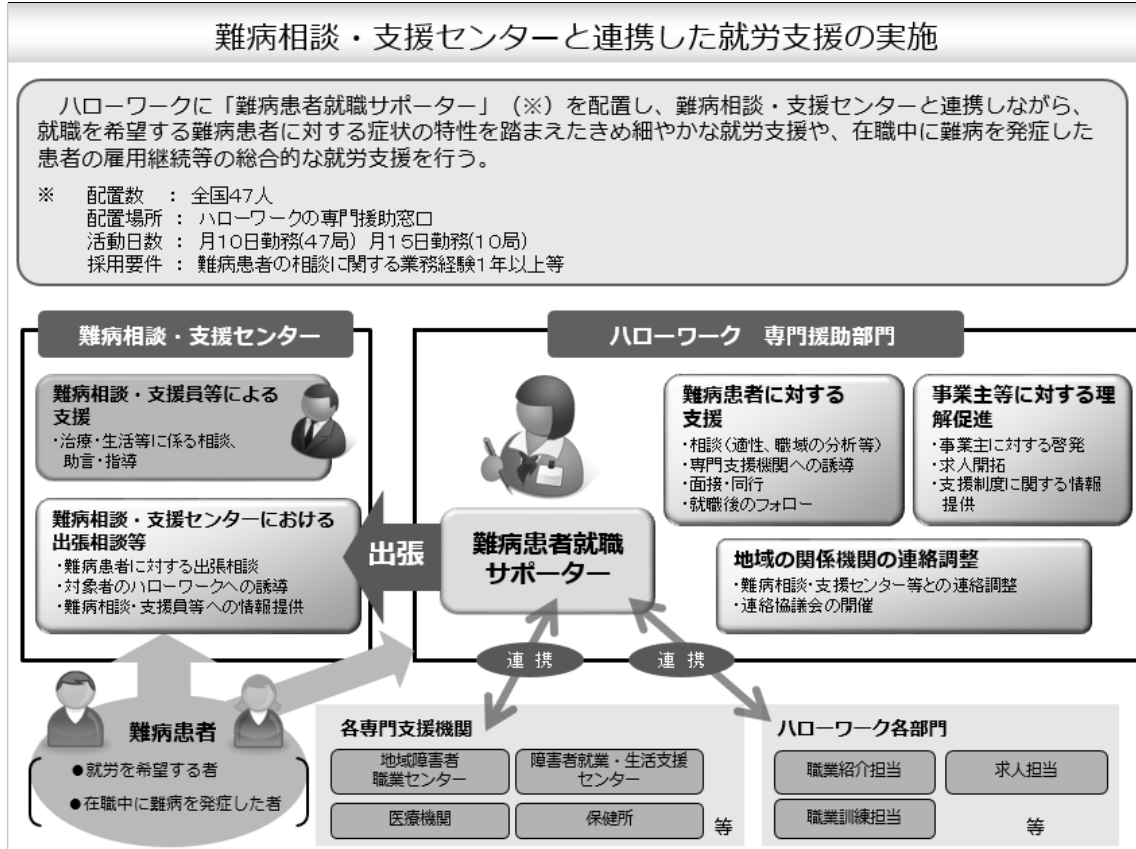 難病相談・支援センターと連携した就労支援の実施
ハローワークに「難病患者就職サポーター」（※）を配置し、難病相談・支援センターと連携しながら、
就職を希望する難病患者に対する症状の特性を踏まえたきめ細やかな就労支援や、在職中に難病を発症した
患者の雇用継続等の総合的な就労支援を行う。
※ 配置数 ： 全国47人
配置場所 ： ハローワークの専門援助窓口
活動日数 ： 月10日勤務(47局) 月15日勤務(10局)
採用要件 ： 難病患者の相談に関する業務経験1年以上等
難病相談・支援センター
難病相談・支援員等による
支援
・治療・生活等に係る相談、
助言・指導
難病相談・支援センターにおける
出張相談等
・難病患者に対する出張相談
・対象者のハローワークへの誘導
・難病相談・支援員等への情報提供
出張
ハローワーク 専門援助部門
難病患者就職
サポーター
難病患者に対する
支援
・相談（適性、職域の分析等）
・専門支援機関への誘導
・面接・同行
・就職後のフォロー
事業主等に対する理
解促進
・事業主に対する啓発
・求人開拓
・支援制度に関する情報
提供
地域の関係機関の連絡調整
・難病相談・支援センター等との連絡調整
・連絡協議会の開催
連 携
連 携
難病患者
●就労を希望する者
●在職中に難病を発症した者
各専門支援機関
地域障害者
職業センター
障害者就業・生活支援
センター
医療機関
保健所
等
ハローワーク各部門
職業紹介担当
求人担当
職業訓練担当
等